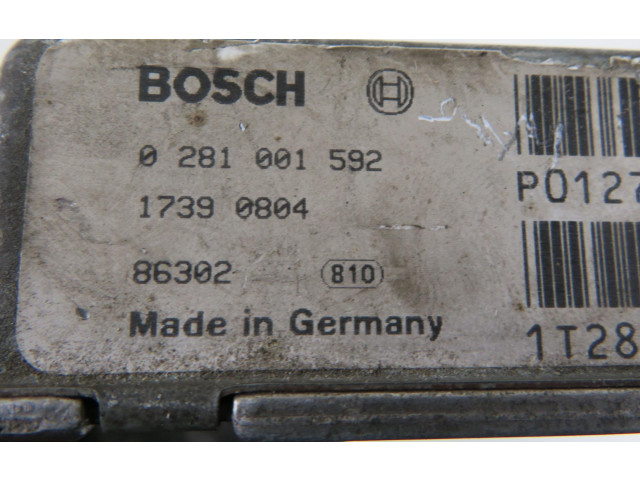 BOSCH
0 281 001 592
1739 0804
86302 810
Made in Germany
P0127
1T28